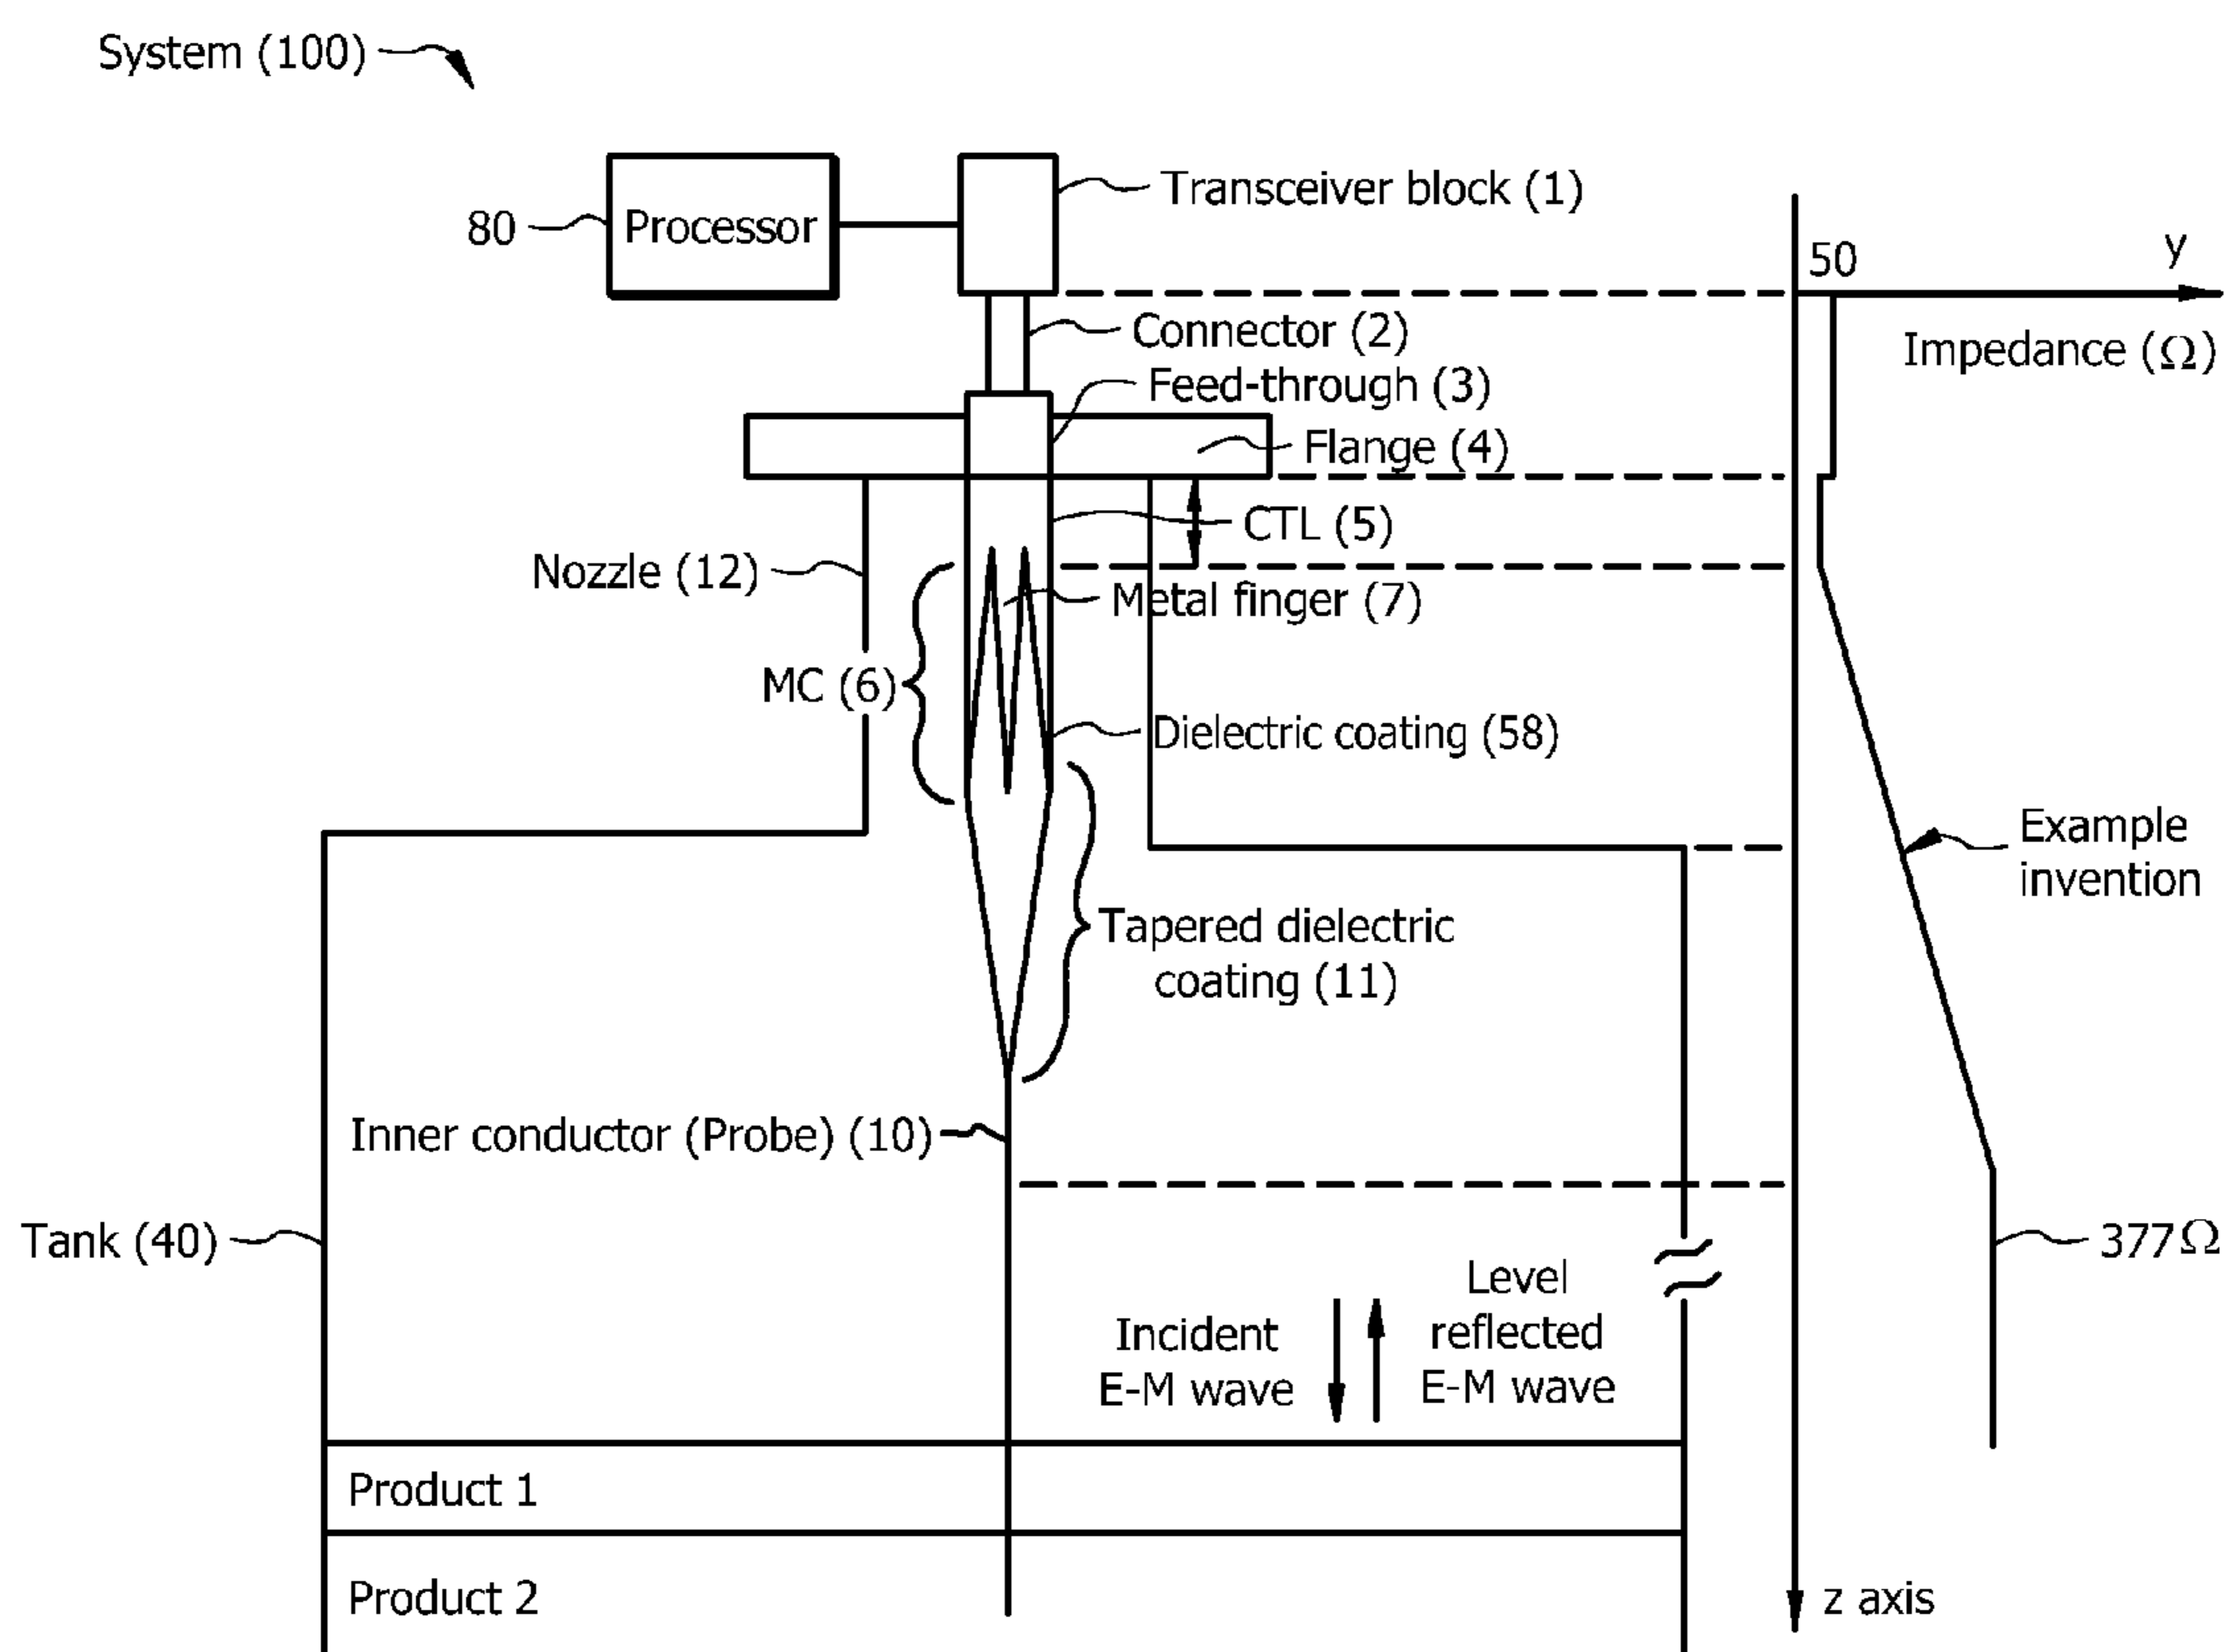 System (100)
80
Processor
Transceiver block (1)
50
y
Connector (2)
Impedance (Ω)
Feed-through (3)
Flange (4)
CTL (5)
Nozzle (12)
Metal finger (7)
MC (6)
Dielectric coating (58)
Example
invention
Tapered dielectric
coating (11)
Inner conductor (Probe) (10)
Tank (40)
377Ω
Incident
E-M wave
Level
reflected
E-M wave
Product 1
Product 2
z axis